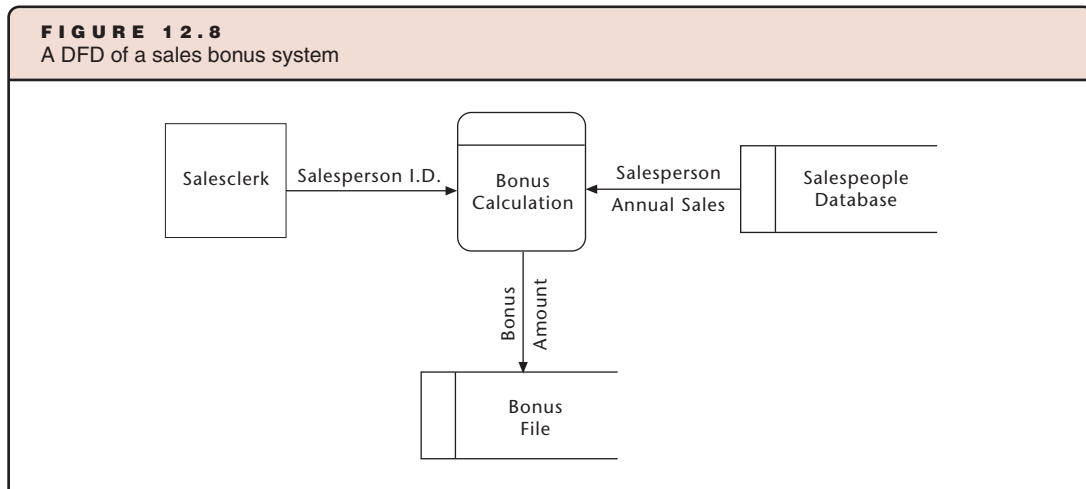 FIGURE 12.8
A DFD of a sales bonus system
Salesclerk
Salesperson I.D.
Bonus
Calculation
Salesperson
Annual Sales
Salespeople
Database
Bonus
Amount
Bonus
File